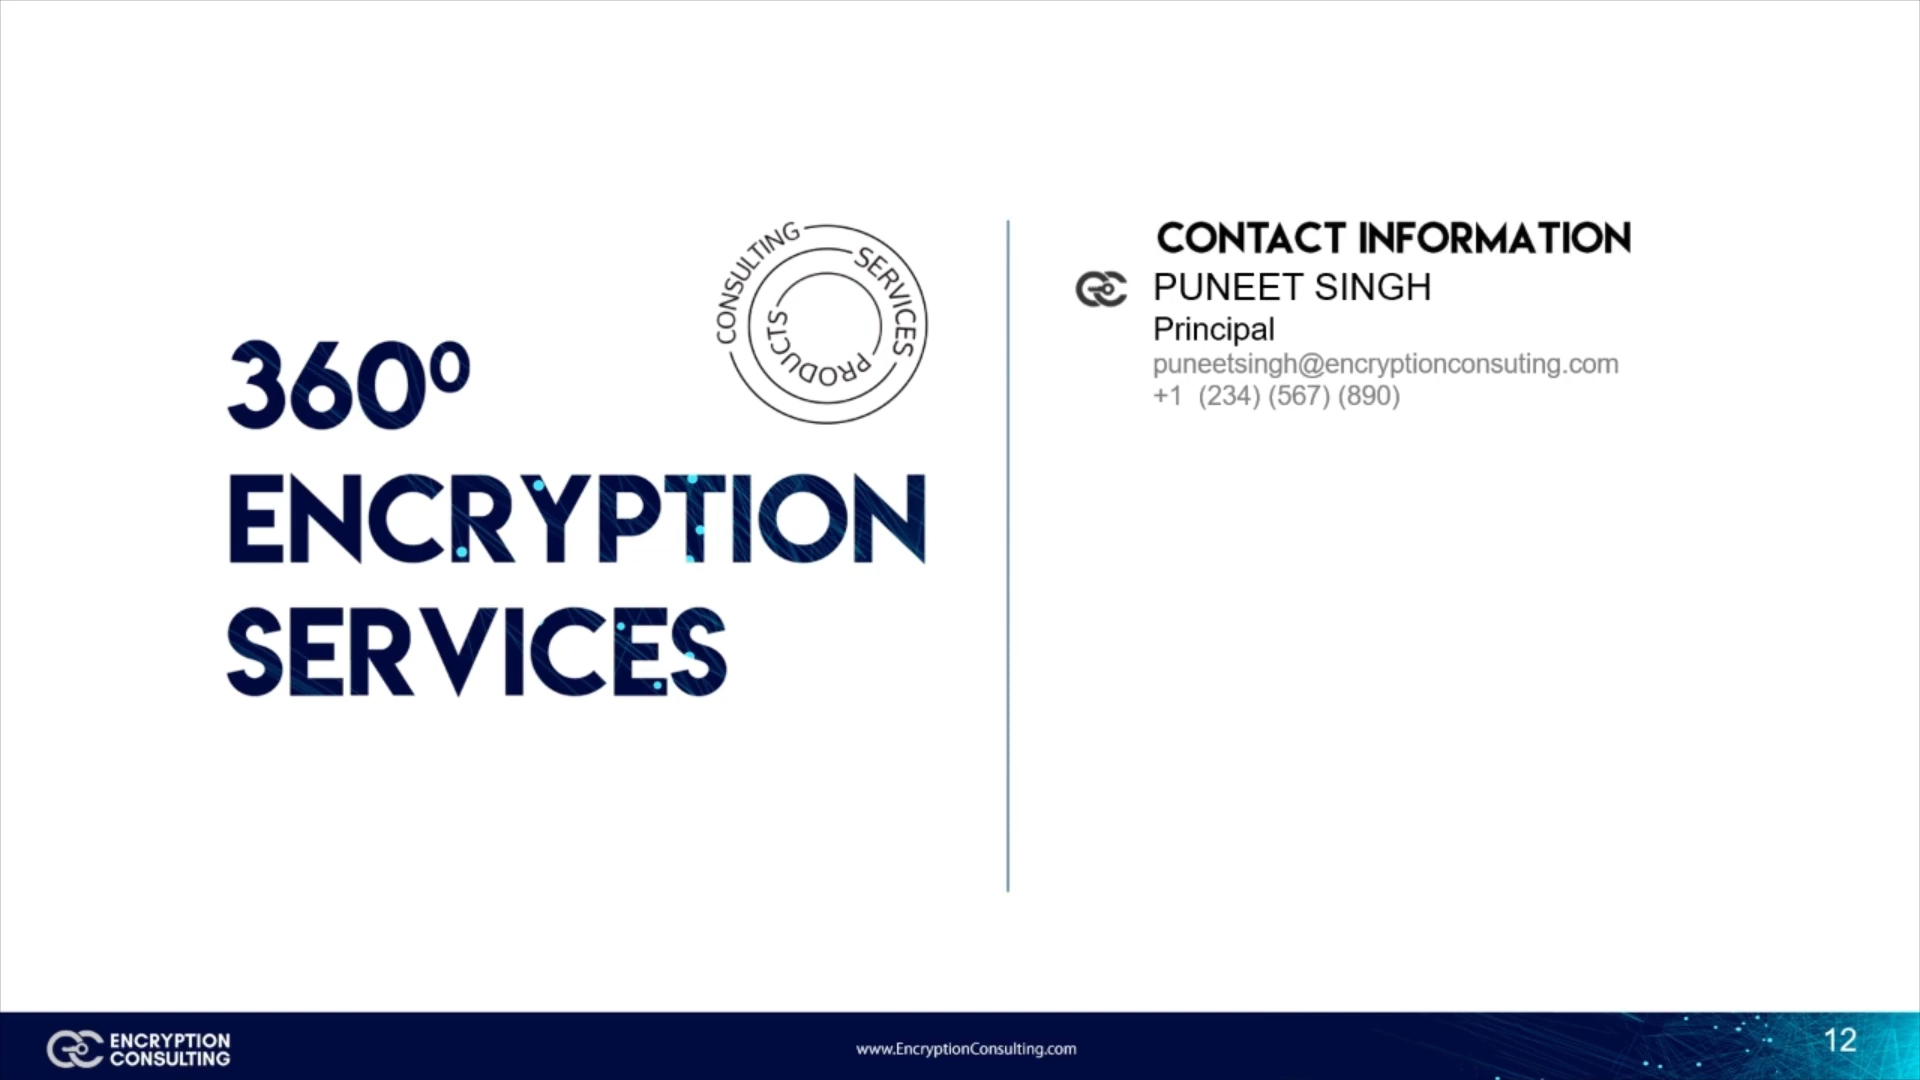 360º
ENCRYPTION
SERVICES
CONSULTING
SERVICES
PRODUCTS
CONTACT INFORMATION
PUNEET SINGH
Principal
puneetsingh@encryptionconsuting.com
+1 (234) (567) (890)
ENCRYPTION
CONSULTING
www.EncryptionConsulting.com
12